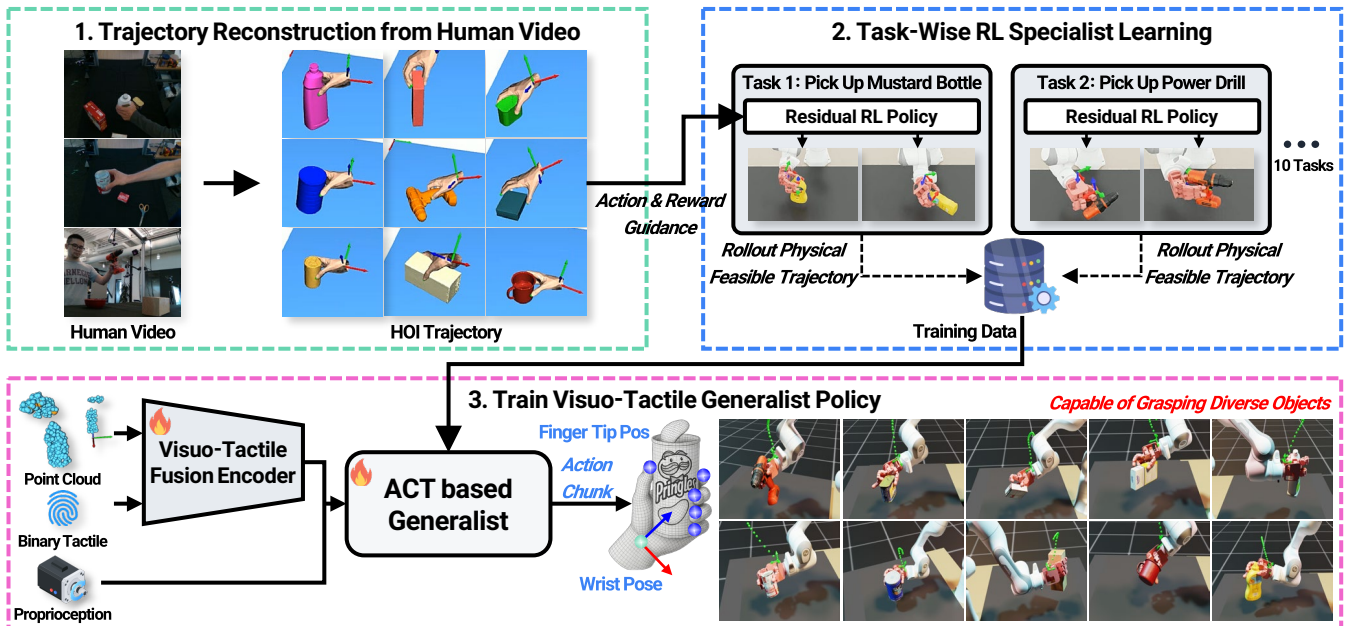 1. Trajectory Reconstruction from Human Video
Human Video
HOI Trajectory
Action & Reward
Guidance
2. Task-Wise RL Specialist Learning
Task 1: Pick Up Mustard Bottle
Residual RL Policy
Task 2: Pick Up Power Drill
Residual RL Policy
10 Tasks
Rollout Physical
Feasible Trajectory
Rollout Physical
Feasible Trajectory
Training Data
3. Train Visuo-Tactile Generalist Policy
Capable of Grasping Diverse Objects
Point Cloud
Binary Tactile
Proprioception
Visuo-Tactile
Fusion Encoder
ACT based
Generalist
Action
Chunk
Finger Tip Pos
Pringles
Wrist Pose